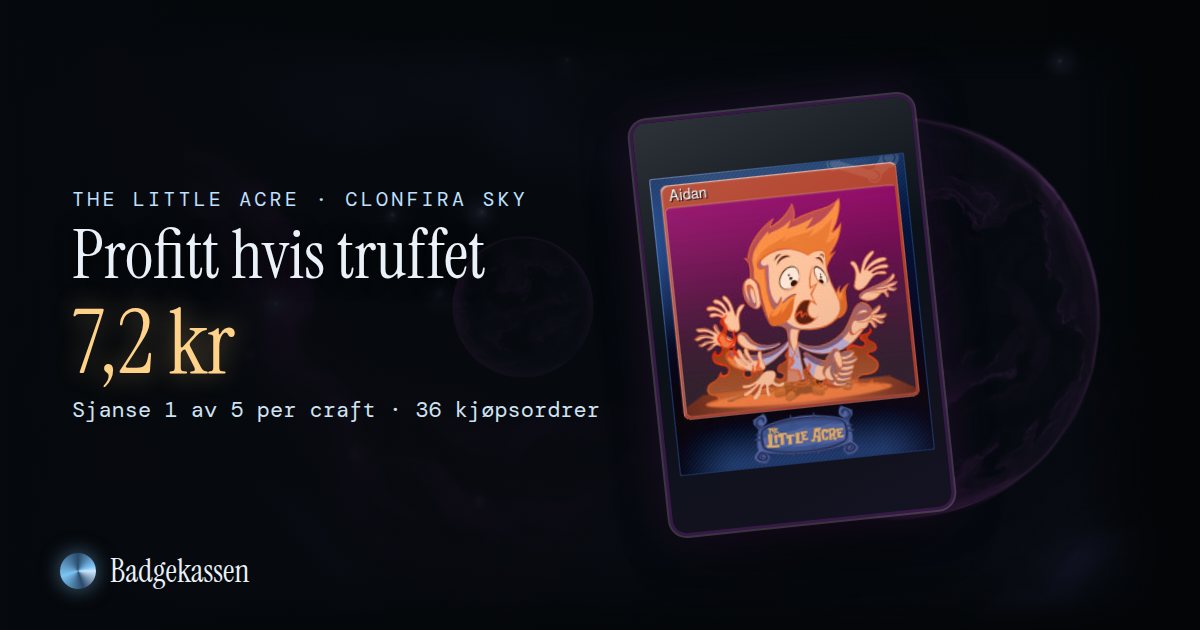 THE LITTLE ACRE · CLONFIRA SKY
Profitt hvis truffet
7,2 kr
Sjanse 1 av 5 per craft · 36 kjøpsordrer
Badgekassen
Aidan
THE LITTLE ACRE